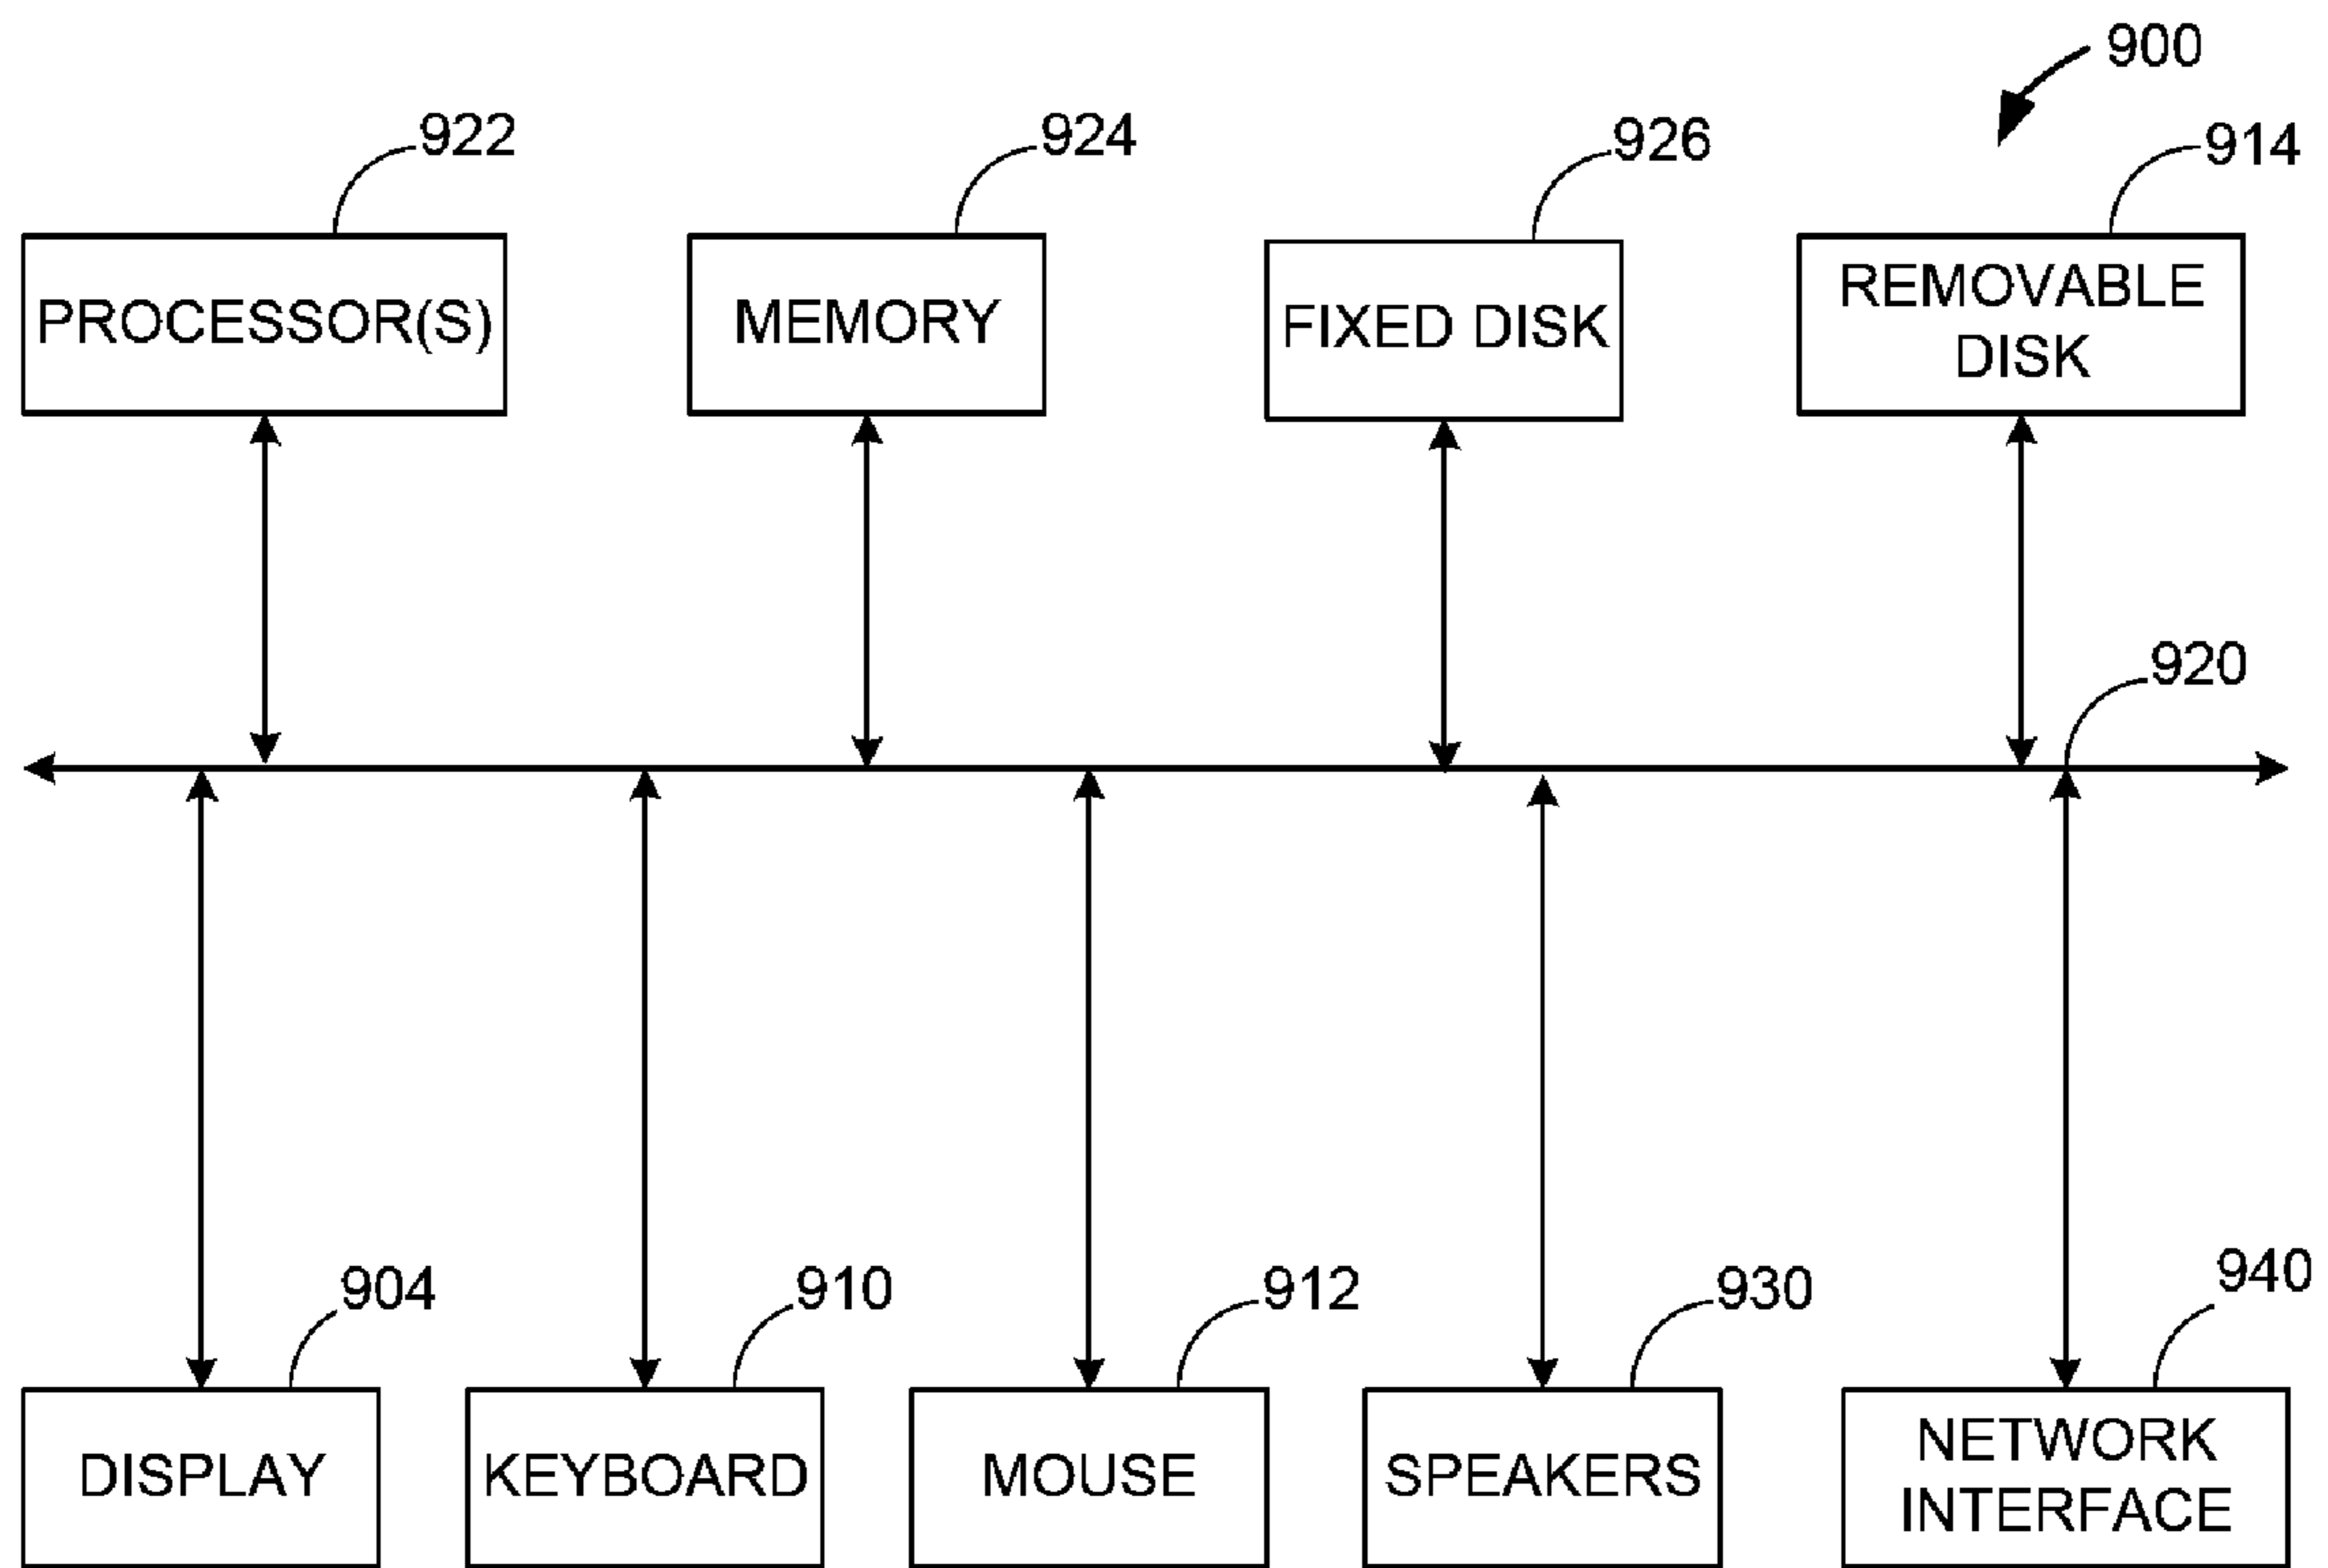 900
922
924
926
914
PROCESSOR(S)
MEMORY
FIXED DISK
REMOVABLE
DISK
920
904
910
912
930
940
DISPLAY
KEYBOARD
MOUSE
SPEAKERS
NETWORK
INTERFACE